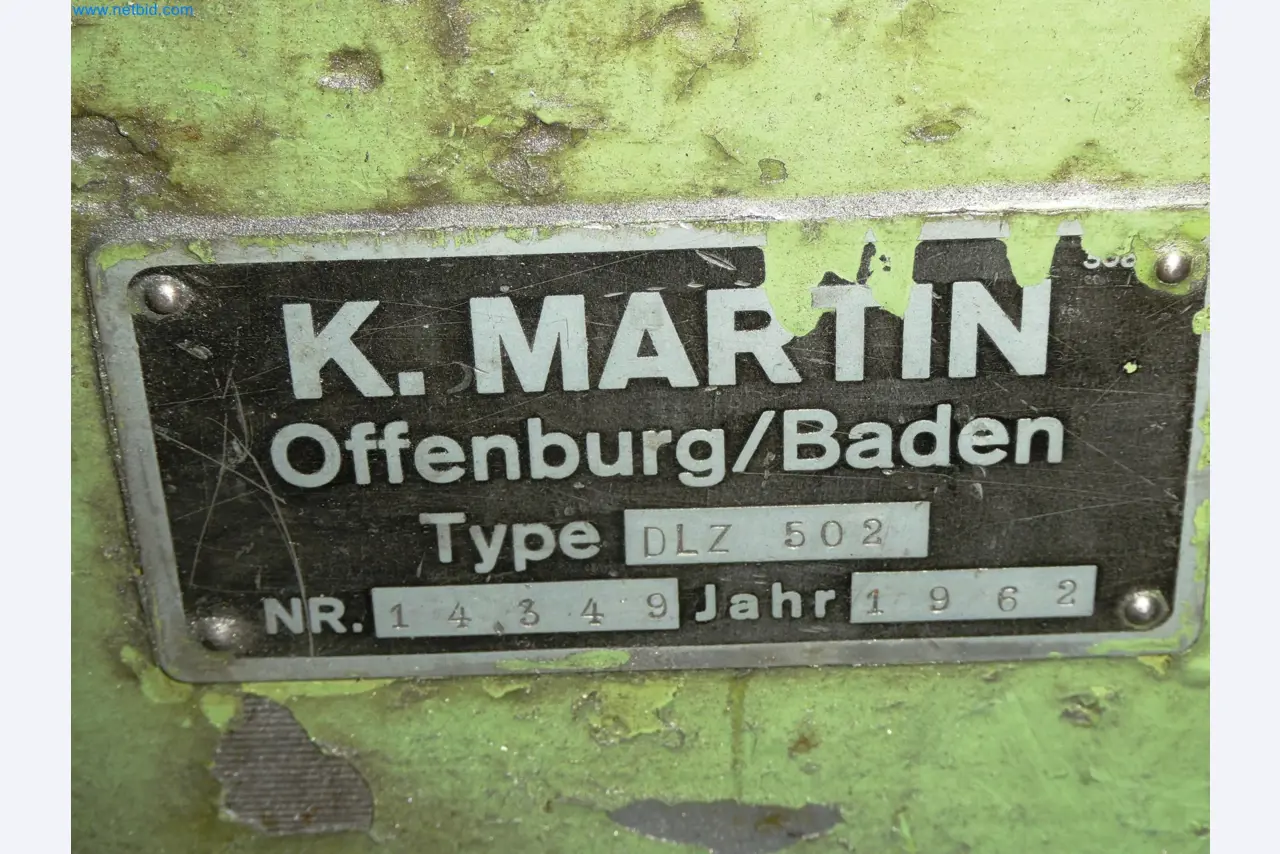 www.netbid.com
K. MARTIN
Offenburg/Baden
Type DLZ 502
NR. 14349 Jahr 1962